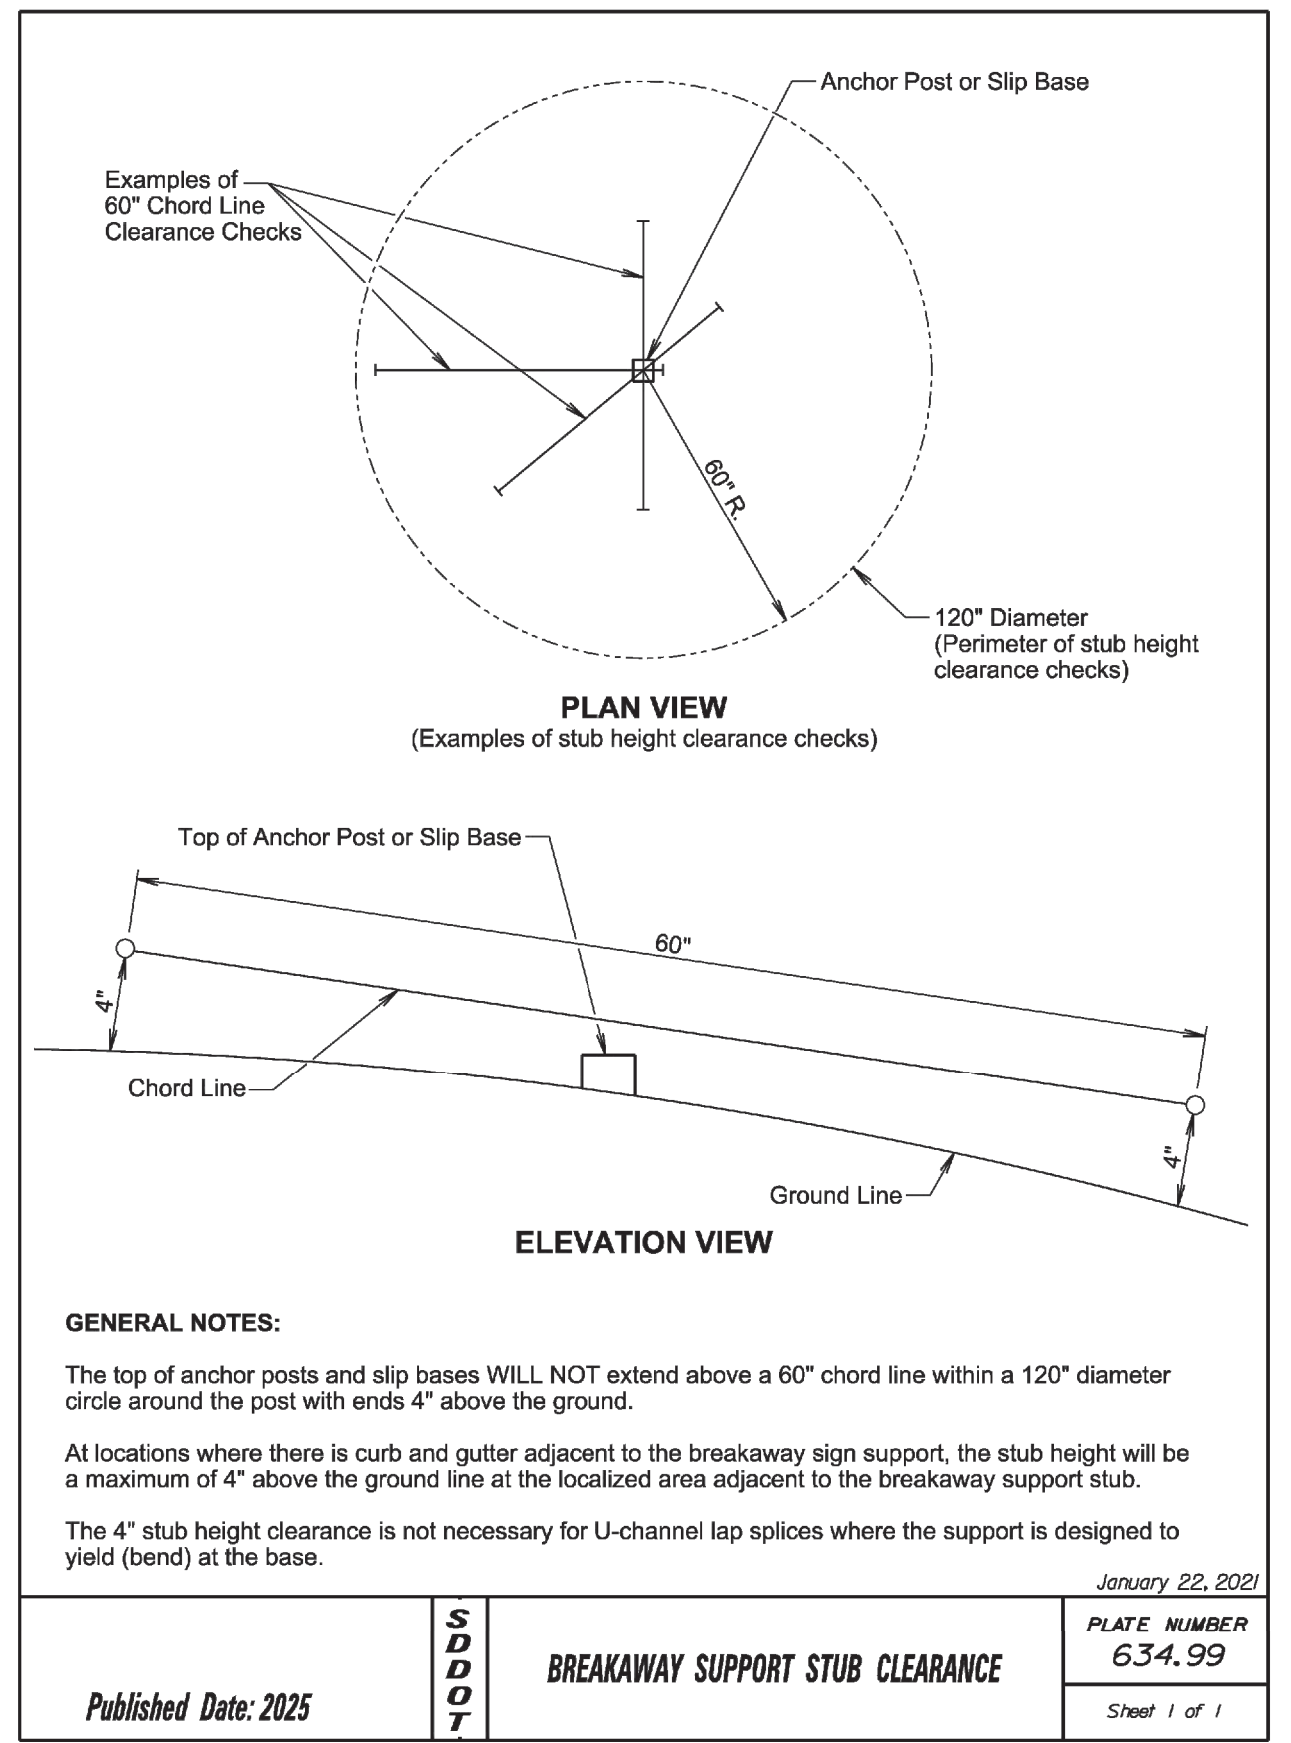 Anchor Post or Slip Base
Examples of
60" Chord Line
Clearance Checks
60" R.
120" Diameter
(Perimeter of stub height
clearance checks)
PLAN VIEW
(Examples of stub height clearance checks)
Top of Anchor Post or Slip Base
60"
4"
Chord Line
4"
Ground Line
ELEVATION VIEW
GENERAL NOTES:
The top of anchor posts and slip bases WILL NOT extend above a 60" chord line within a 120" diameter
circle around the post with ends 4" above the ground.
At locations where there is curb and gutter adjacent to the breakaway sign support, the stub height will be
a maximum of 4" above the ground line at the localized area adjacent to the breakaway support stub.
The 4" stub height clearance is not necessary for U-channel lap splices where the support is designed to
yield (bend) at the base.
January 22, 2021
Published Date: 2025
S
D
D
O
T
BREAKAWAY SUPPORT STUB CLEARANCE
PLATE NUMBER
634.99
Sheet 1 of 1